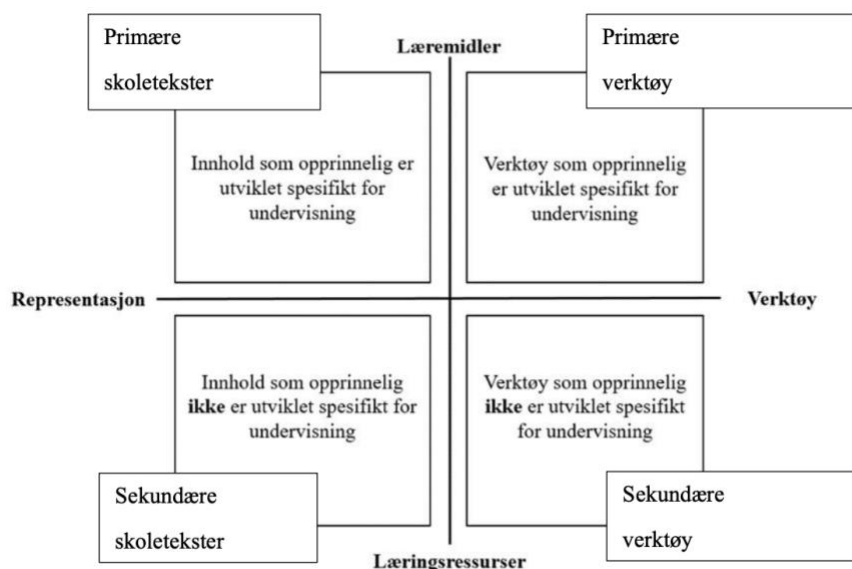 Primære
skoletekster
Læremidler
Primære
verktøy
Innhold som opprinnelig er
utviklet spesifikt for
undervisning
Verktøy som opprinnelig
er utviklet spesifikt for
undervisning
Representasjon
Verktøy
Innhold som opprinnelig
ikke er utviklet spesifikt for
undervisning
Verktøy som opprinnelig
ikke er utviklet spesifikt
for undervisning
Sekundære
skoletekster
Sekundære
verktøy
Læringsressurser